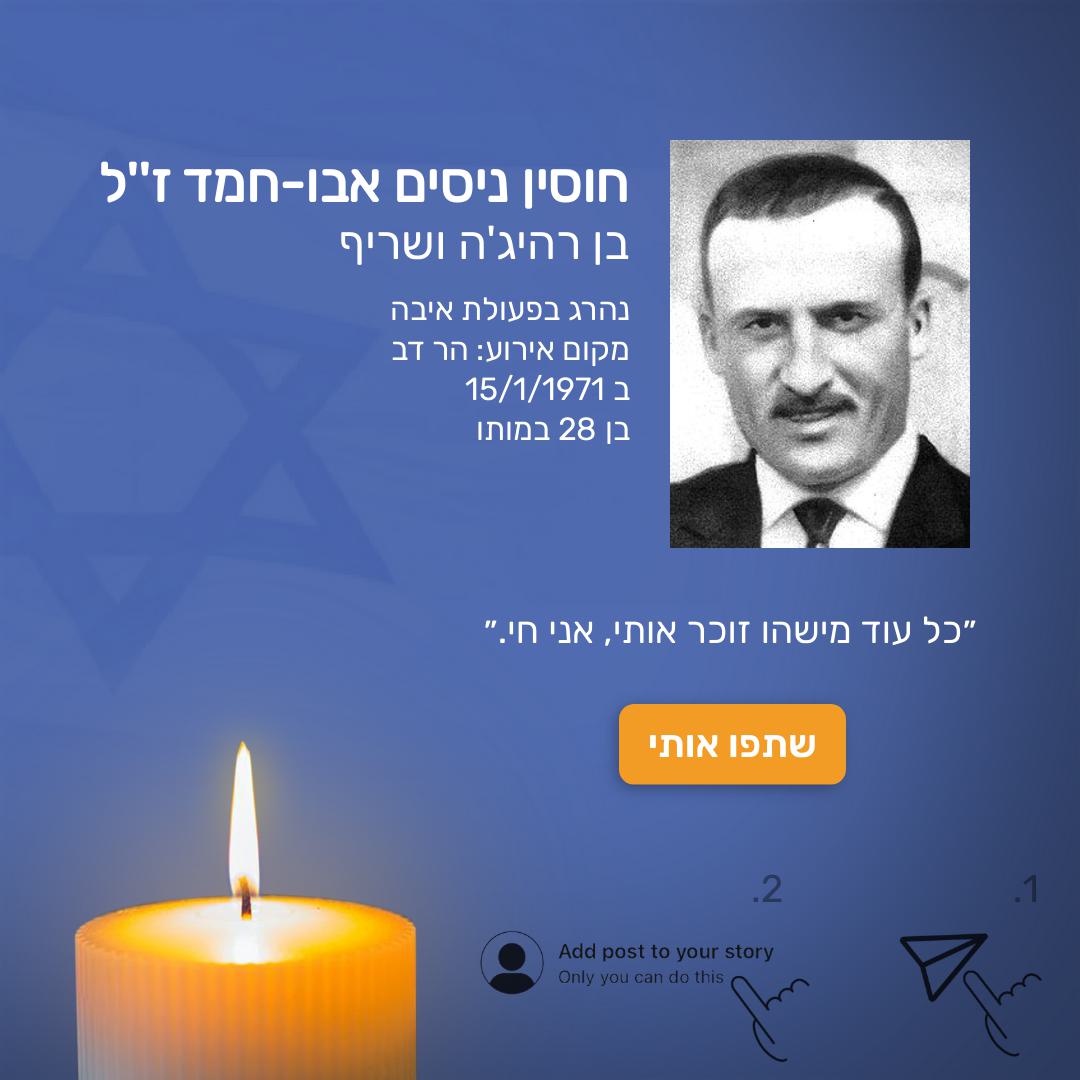 חוסין ניסים אבו-חמד ז"ל
בן רהיג'ה ושריף
נהרג בפעולת איבה
מקום אירוע: הר דב
ב 15/1/1971
בן 28 במותו
״כל עוד מישהו זוכר אותי, אני חי.״
שתפו אותי
1.
2.
Add post to your story
Only you can do this